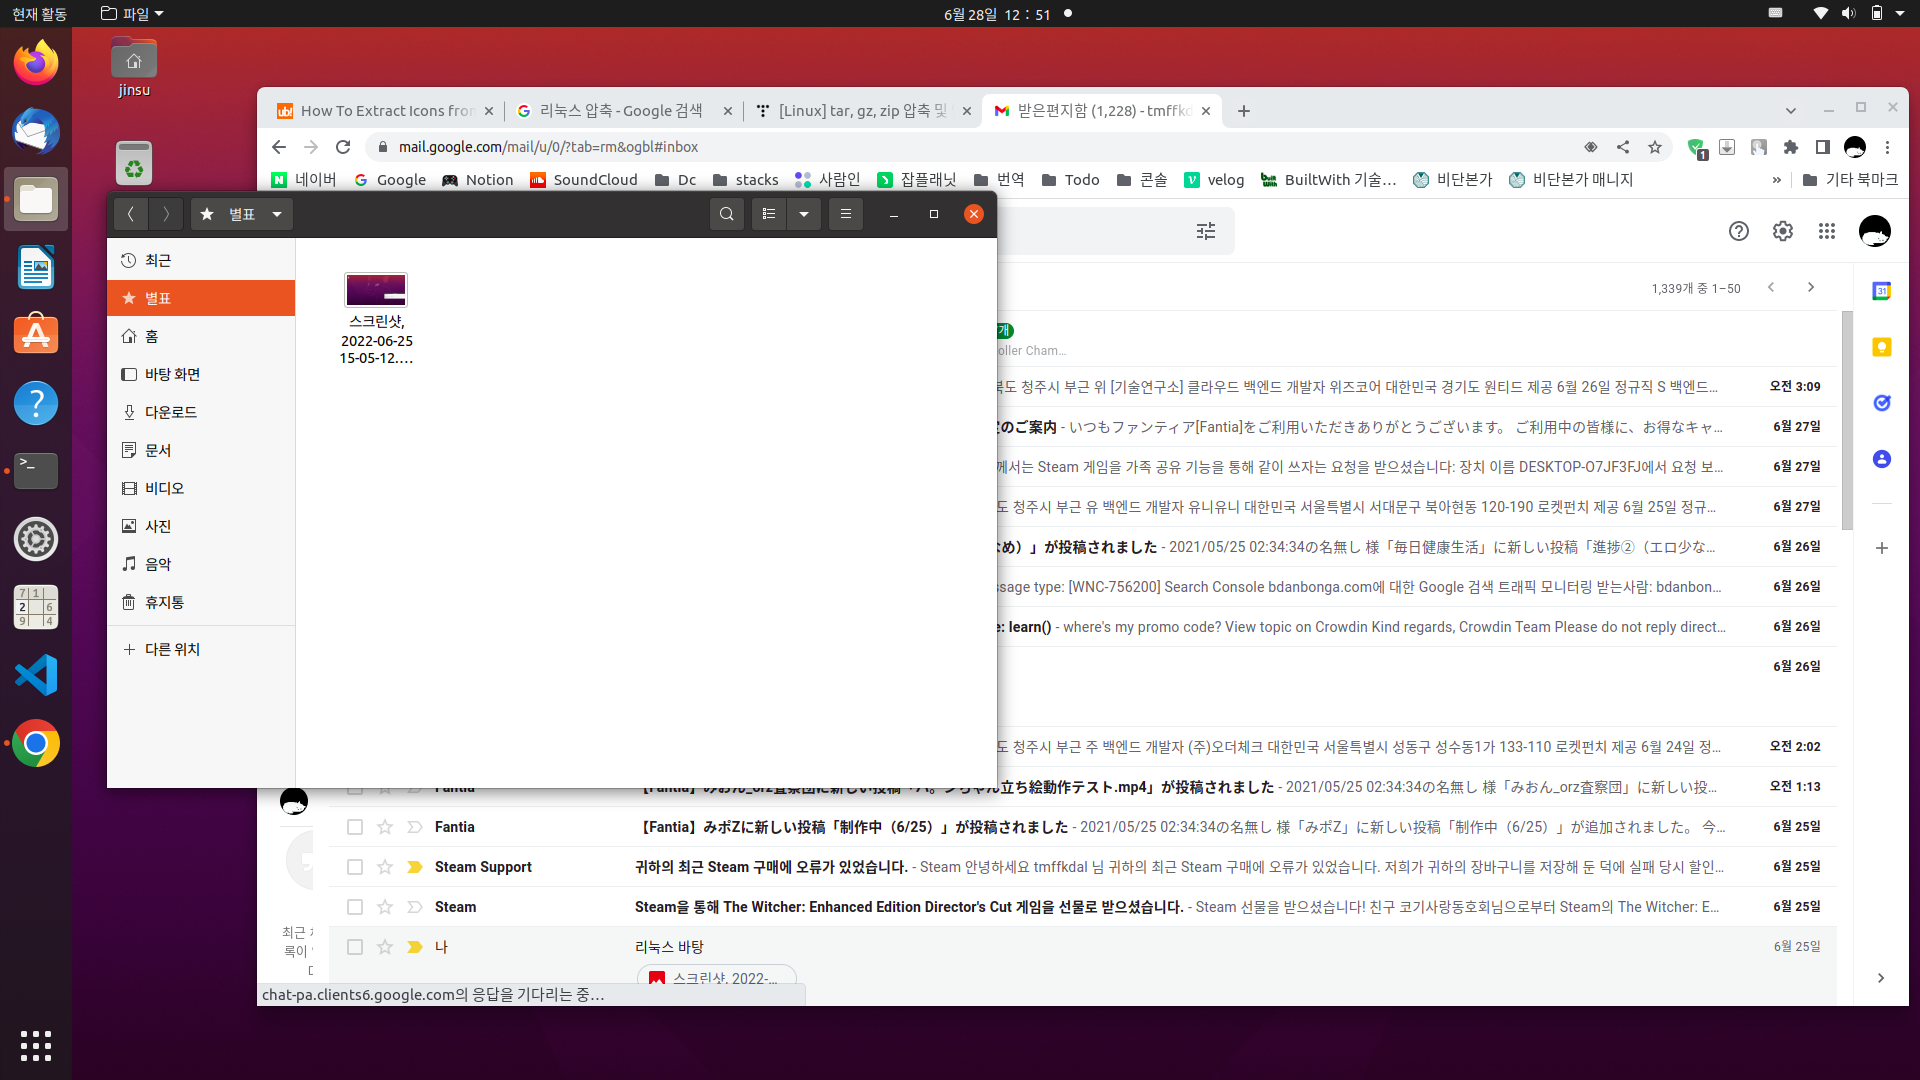 현재 활동 파일 6월 28일 12 : 51
jinsu
How To Extract Icons from
리눅스 압축 - Google 검색
[Linux] tar, gz, zip 압축 및
받은편지함 (1,228) - tmffkd
mail.google.com/mail/u/0/?tab=rm&ogbl#inbox
1
네이버 Google Notion SoundCloud Dc stacks 사람인 잡플래닛 번역 Todo 콘솔 velog BuiltWith 기술… 비단본가 비단본가 매니지 » 기타 북마크
별표
최근
별표
홈
바탕 화면
다운로드
문서
비디오
사진
음악
휴지통
다른 위치
스크린샷,
2022-06-25
15-05-12.…
1,339개 중 1–50
개
oller Cham…
북도 청주시 부근 위 [기술연구소] 클라우드 백엔드 개발자 위즈코어 대한민국 경기도 원티드 제공 6월 26일 정규직 S 백엔드… 오전 3:09
定のご案内 - いつもファンティア[Fantia]をご利用いただきありがとうございます。 ご利用中の皆様に、お得なキャ… 6월 27일
께서는 Steam 게임을 가족 공유 기능을 통해 같이 쓰자는 요청을 받으셨습니다: 장치 이름 DESKTOP-O7JF3FJ에서 요청 보… 6월 27일
도 청주시 부근 유 백엔드 개발자 유니유니 대한민국 서울특별시 서대문구 북아현동 120-190 로켓펀치 제공 6월 25일 정규… 6월 27일
なめ）」が投稿されました - 2021/05/25 02:34:34の名無し 様「毎日健康生活」に新しい投稿「進捗②（エロ少な… 6월 26일
ssage type: [WNC-756200] Search Console bdanbonga.com에 대한 Google 검색 트래픽 모니터링 받는사람: bdanbon… 6월 26일
e: learn() - where's my promo code? View topic on Crowdin Kind regards, Crowdin Team Please do not reply direct… 6월 26일
6월 26일
도 청주시 부근 주 백엔드 개발자 (주)오더체크 대한민국 서울특별시 성동구 성수동1가 133-110 로켓펀치 제공 6월 24일 정… 오전 2:02
Fantia 【Fantia】みおん_orz査察団に新しい投稿 立ち絵動作テスト.mp4」が投稿されました - 2021/05/25 02:34:34の名無し 様「みおん_orz査察団」に新しい投… 오전 1:13
Fantia 【Fantia】みポZに新しい投稿「制作中（6/25）」が投稿されました - 2021/05/25 02:34:34の名無し 様「みポZ」に新しい投稿「制作中（6/25）」が追加されました。 今… 6월 25일
Steam Support 귀하의 최근 Steam 구매에 오류가 있었습니다. - Steam 안녕하세요 tmffkdal 님 귀하의 최근 Steam 구매에 오류가 있었습니다. 저희가 귀하의 장바구니를 저장해 둔 덕에 실패 당시 할인… 6월 25일
Steam Steam을 통해 The Witcher: Enhanced Edition Director's Cut 게임을 선물로 받으셨습니다. - Steam 선물을 받으셨습니다! 친구 코기사랑동호회님으로부터 Steam의 The Witcher: E… 6월 25일
나 리눅스 바탕 6월 25일
스크린샷, 2022-…
최근
록이
chat-pa.clients6.google.com의 응답을 기다리는 중…